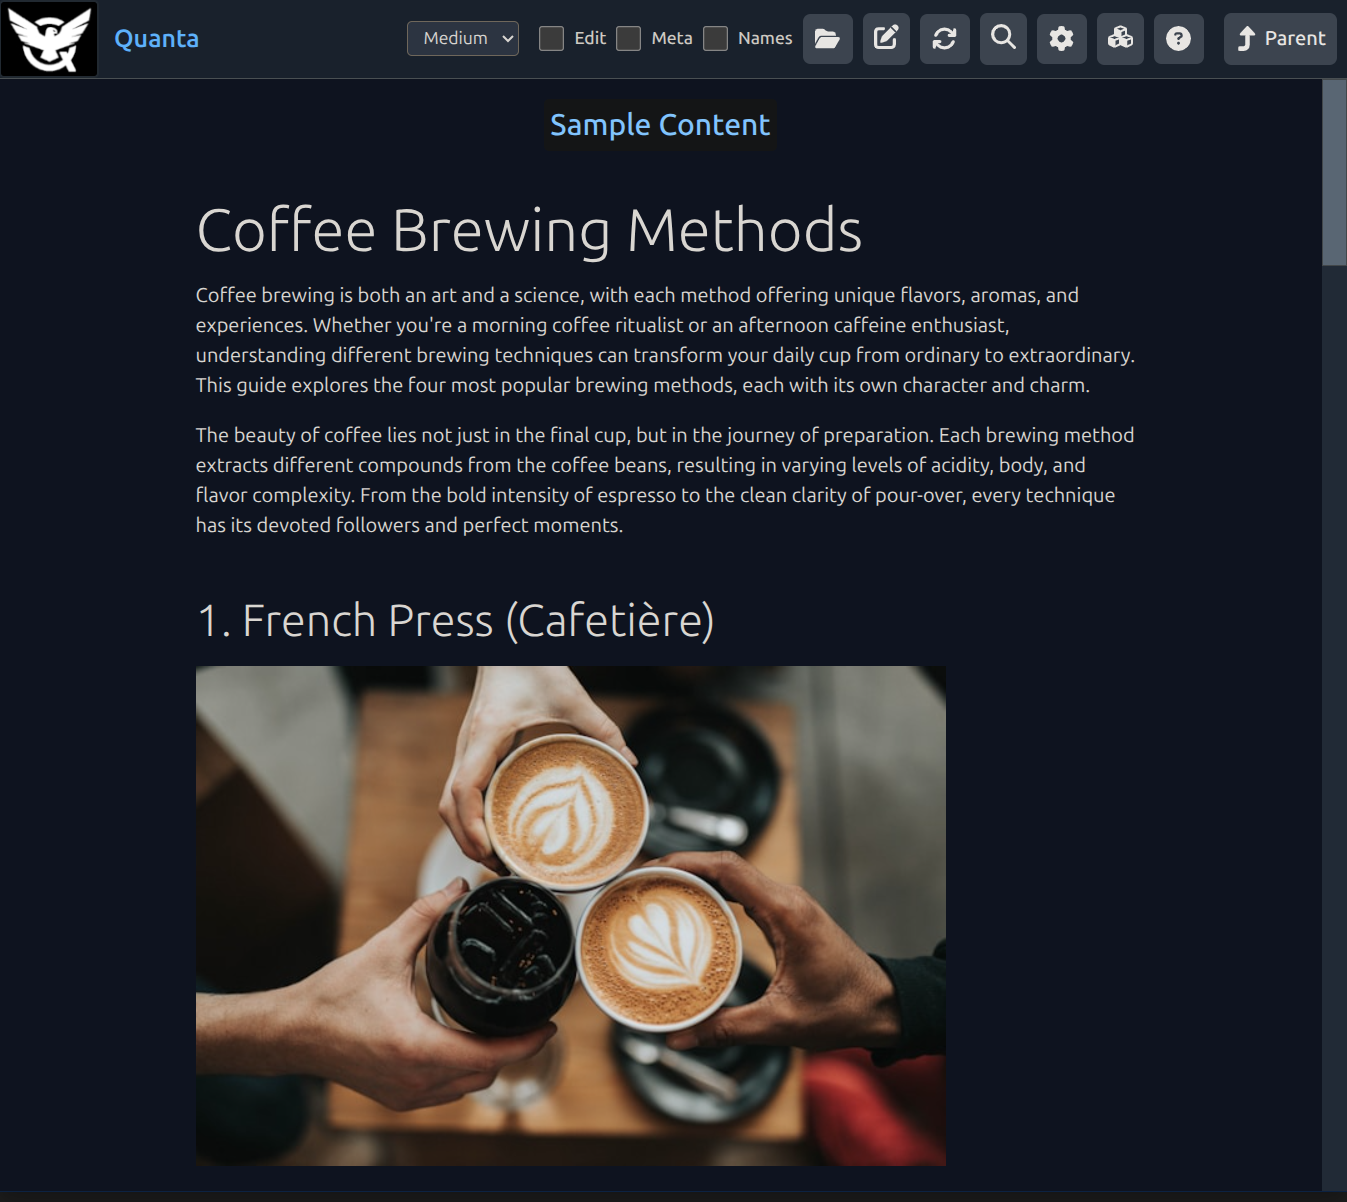 Quanta
Medium
Edit
Meta
Names
Parent
Sample Content
Coffee Brewing Methods
Coffee brewing is both an art and a science, with each method offering unique flavors, aromas, and
experiences. Whether you're a morning coffee ritualist or an afternoon caffeine enthusiast,
understanding different brewing techniques can transform your daily cup from ordinary to extraordinary.
This guide explores the four most popular brewing methods, each with its own character and charm.
The beauty of coffee lies not just in the final cup, but in the journey of preparation. Each brewing method
extracts different compounds from the coffee beans, resulting in varying levels of acidity, body, and
flavor complexity. From the bold intensity of espresso to the clean clarity of pour-over, every technique
has its devoted followers and perfect moments.
1. French Press (Cafetière)